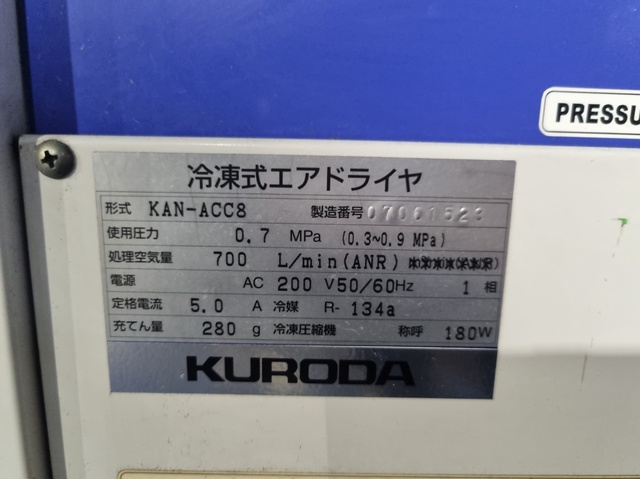 PRESSU
冷凍式エアドライヤ
形式 KAN-ACC8 製造番号 07001523
使用圧力 0.7 MPa (0.3~0.9 MPa)
処理空気量 700 L/min(ANR)
電源 AC 200 V50/60Hz 1 相
定格電流 5.0 A 冷媒 R- 134a
充てん量 280 g 冷凍圧縮機 称呼 180W
KURODA